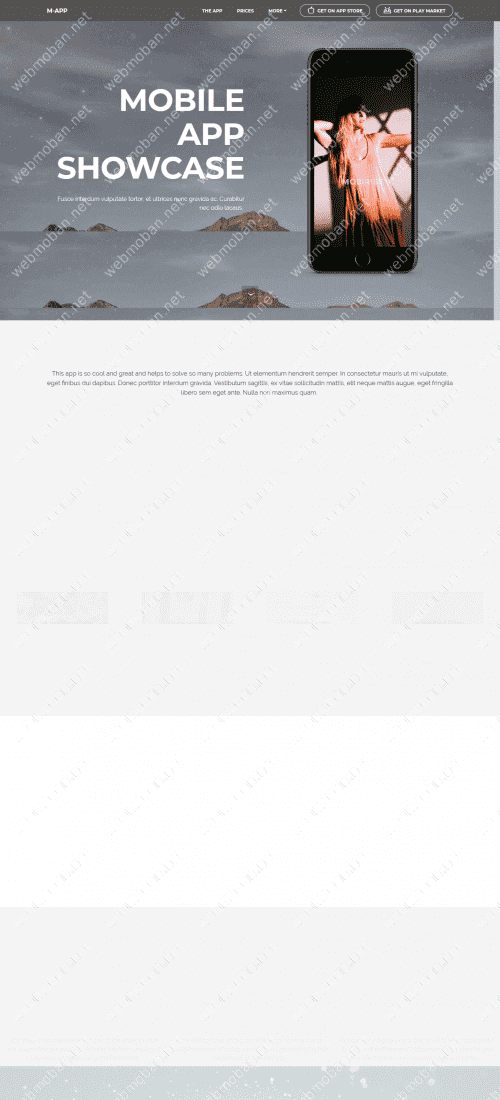 M-APP
THE APP
PRICES
MORE
GET ON APP STORE
GET ON PLAY MARKET
MOBILE
APP
SHOWCASE
Fusce interdum vulputate tortor, et ultrices nunc gravida ac. Curabitur
nec odio lacus.
This app is so cool and great and helps to solve so many problems. Ut elementum hendrerit semper. In consectetur mauris ut mi vulputate,
eget finibus dui dapibus. Donec porttitor interdum gravida. Vestibulum sagittis, ex vitae sollicitudin mattis, elit neque mattis augue, eget fringilla
libero sem eget ante. Nulla non maximus quam.
webmoban.net